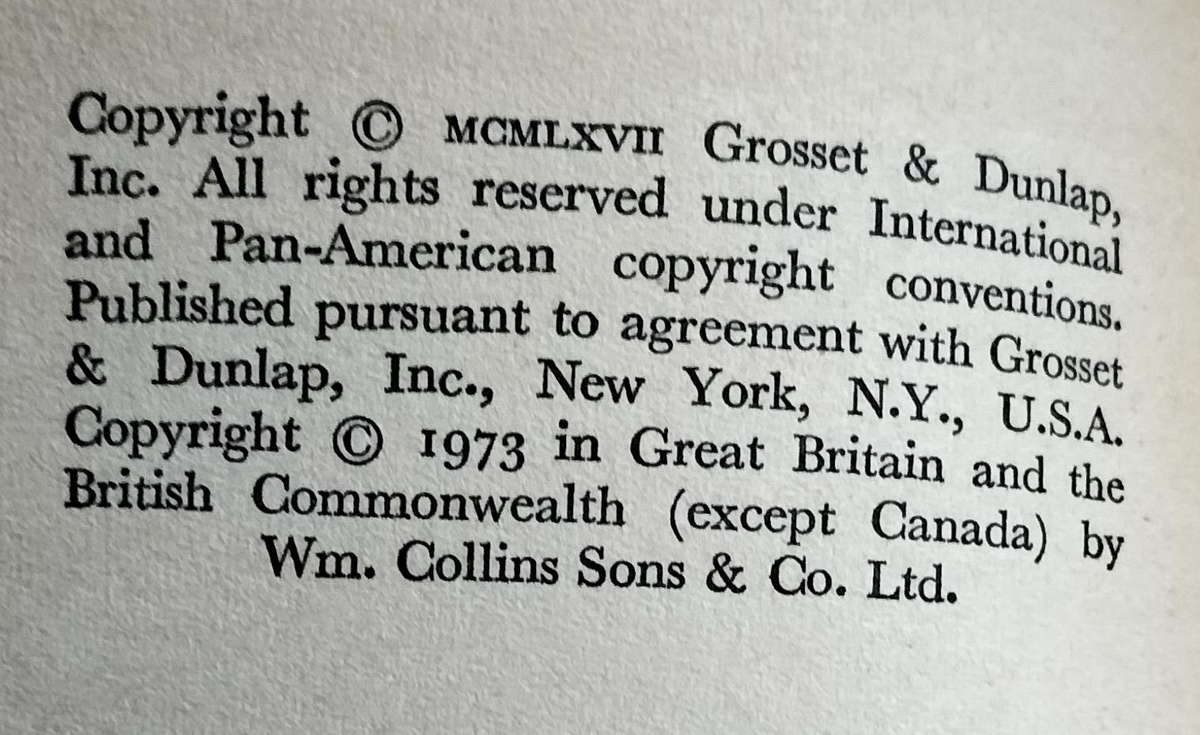 Copyright © MCMLXVII Grosset & Dunlap,
Inc. All rights reserved under International
and Pan-American copyright conventions.
Published pursuant to agreement with Grosset
& Dunlap, Inc., New York, N.Y., U.S.A.
Copyright © 1973 in Great Britain and the
British Commonwealth (except Canada) by
Wm. Collins Sons & Co. Ltd.